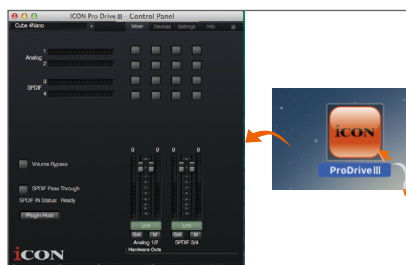 ICON Pro Drive III - Control Panel
Cube 4Nano
Mixer Devices Settings Info
Analog 1
2
SPDIF 3
4
Volume Bypass
SPDIF Pass Through
SPDIF IN Status: Ready
Plugin Host
0 0 0 0
Link Link
Solo M Solo M
Analog 1/2 SPDIF 3/4
Hardware Outs
iCON
iCON
ProDrive III